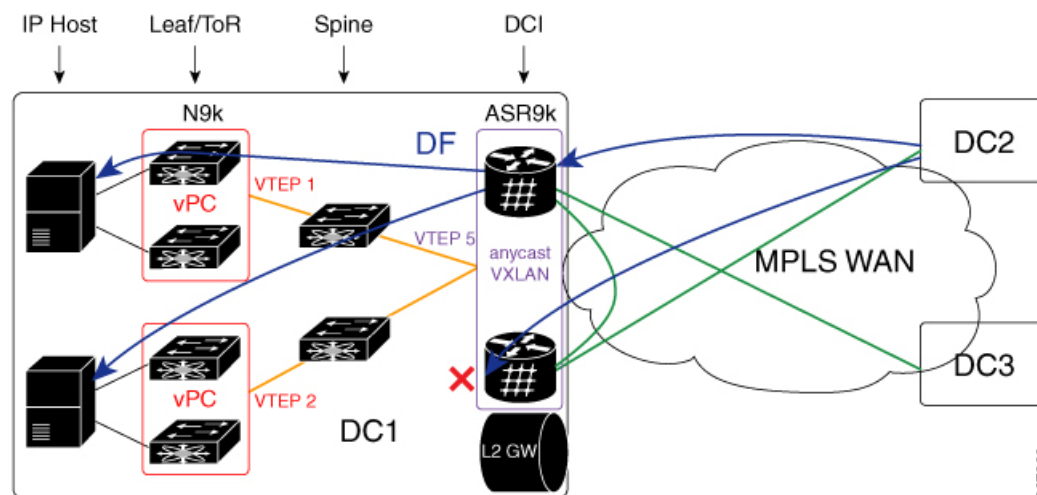 IP Host
Leaf/ToR
Spine
DCI
N9k
ASR9k
DF
DC2
VTEP 1
vPC
VTEP 5
anycast
VXLAN
MPLS WAN
vPC
VTEP 2
DC1
DC3
L2 GW